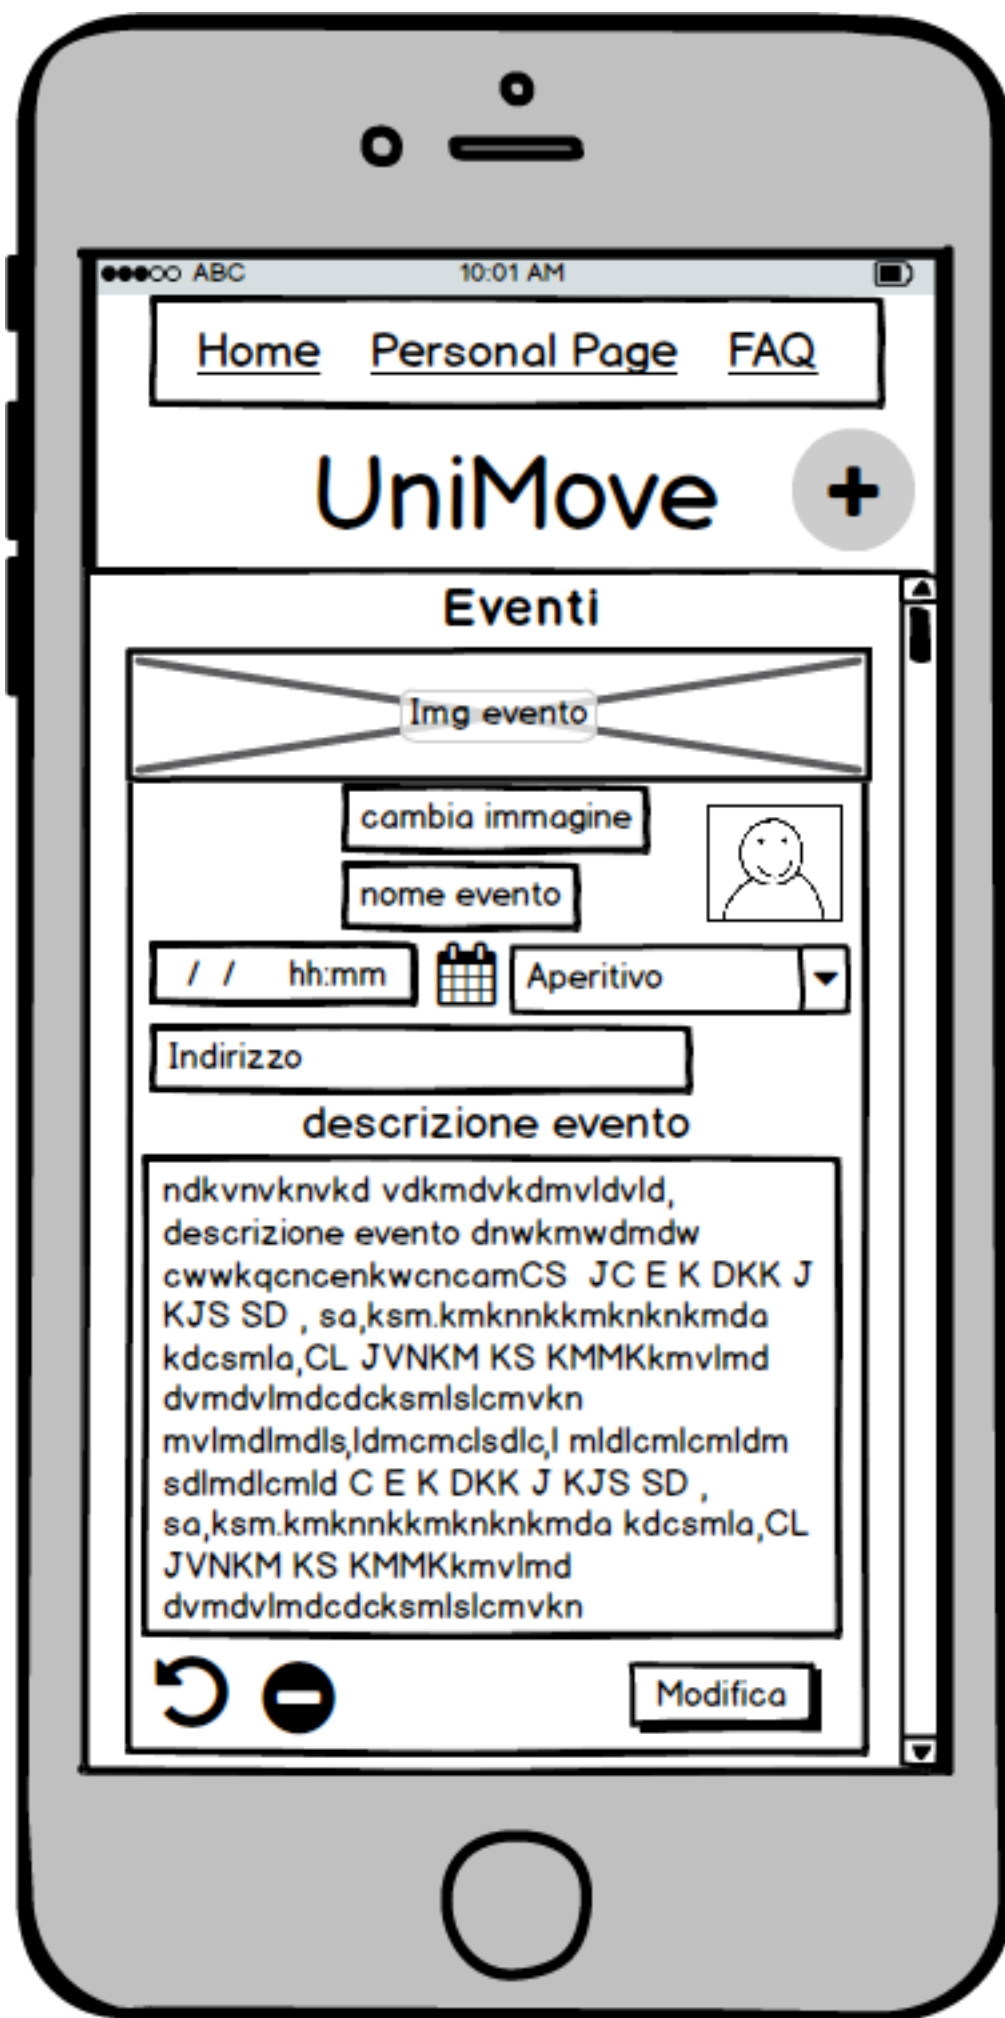 ABC 10:01 AM
Home Personal Page FAQ
UniMove +
Eventi
Img evento
cambia immagine
nome evento
/ / hh:mm Aperitivo
Indirizzo
descrizione evento
ndkvnvknvkd vdkmdvkdmvldvld,
descrizione evento dnwkmwdmdw
cwwkqcncenkwcncamCS JC E K DKK J
KJS SD , sa,ksm.kmknnkkmknknkmda
kdcsmla,CL JVNKM KS KMMKkmvlmd
dvmdvlmdcdcksmlslcmvkn
mvlmdlmdls,ldmcmclsdlc,l mldlcmlcmldm
sdlmdlcmld C E K DKK J KJS SD ,
sa,ksm.kmknnkkmknknkmda kdcsmla,CL
JVNKM KS KMMKkmvlmd
dvmdvlmdcdcksmlslcmvkn
Modifica